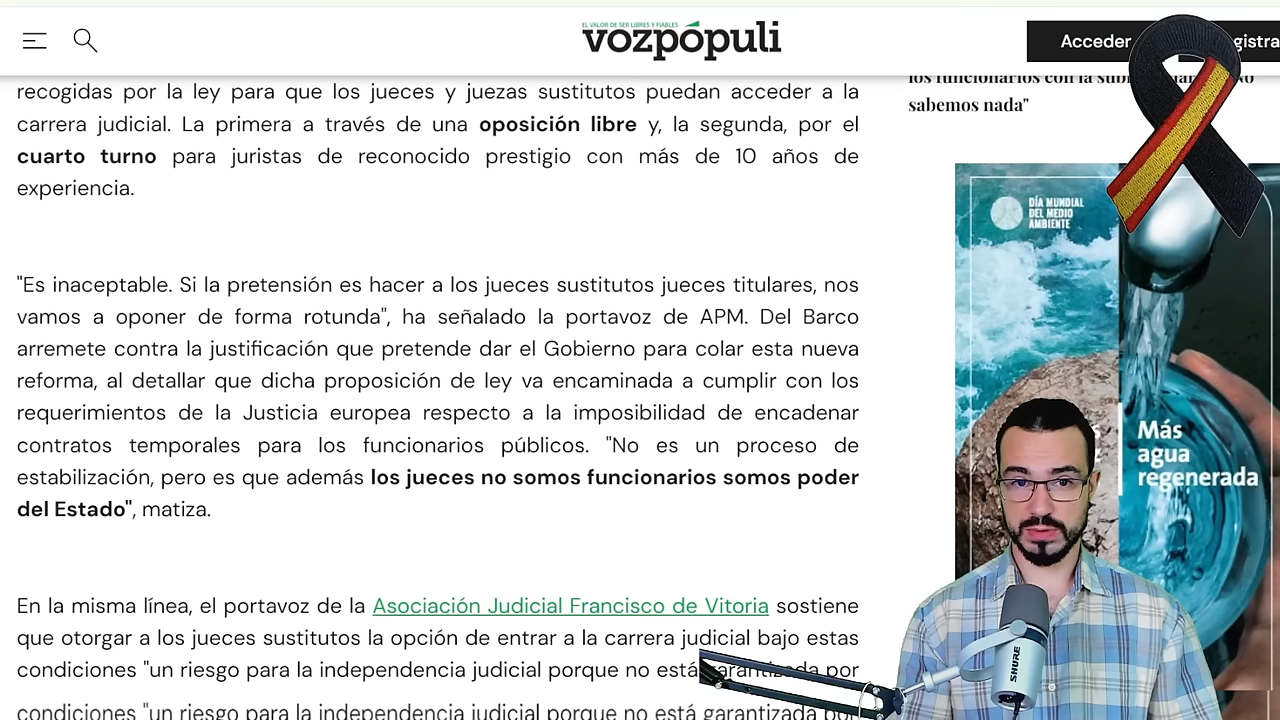 EL VALOR DE SER LIBRES Y FIABLES
vozpópuli
Acceder
recogidas por la ley para que los jueces y juezas sustitutos puedan acceder a la
carrera judicial. La primera a través de una oposición libre y, la segunda, por el
cuarto turno para juristas de reconocido prestigio con más de 10 años de
experiencia.
"Es inaceptable. Si la pretensión es hacer a los jueces sustitutos jueces titulares, nos
vamos a oponer de forma rotunda", ha señalado la portavoz de APM. Del Barco
arremete contra la justificación que pretende dar el Gobierno para colar esta nueva
reforma, al detallar que dicha proposición de ley va encaminada a cumplir con los
requerimientos de la Justicia europea respecto a la imposibilidad de encadenar
contratos temporales para los funcionarios públicos. "No es un proceso de
estabilización, pero es que además los jueces no somos funcionarios somos poder
del Estado", matiza.
En la misma línea, el portavoz de la Asociación Judicial Francisco de Vitoria sostiene
que otorgar a los jueces sustitutos la opción de entrar a la carrera judicial bajo estas
condiciones "un riesgo para la independencia judicial porque no está garantizada por
condiciones "un riesgo para la independencia judicial porque no está garantizada por
los funcionarios con la
sabemos nada"
DÍA MUNDIAL
DEL MEDIO
AMBIENTE
Más
agua
regenerada
SHURE